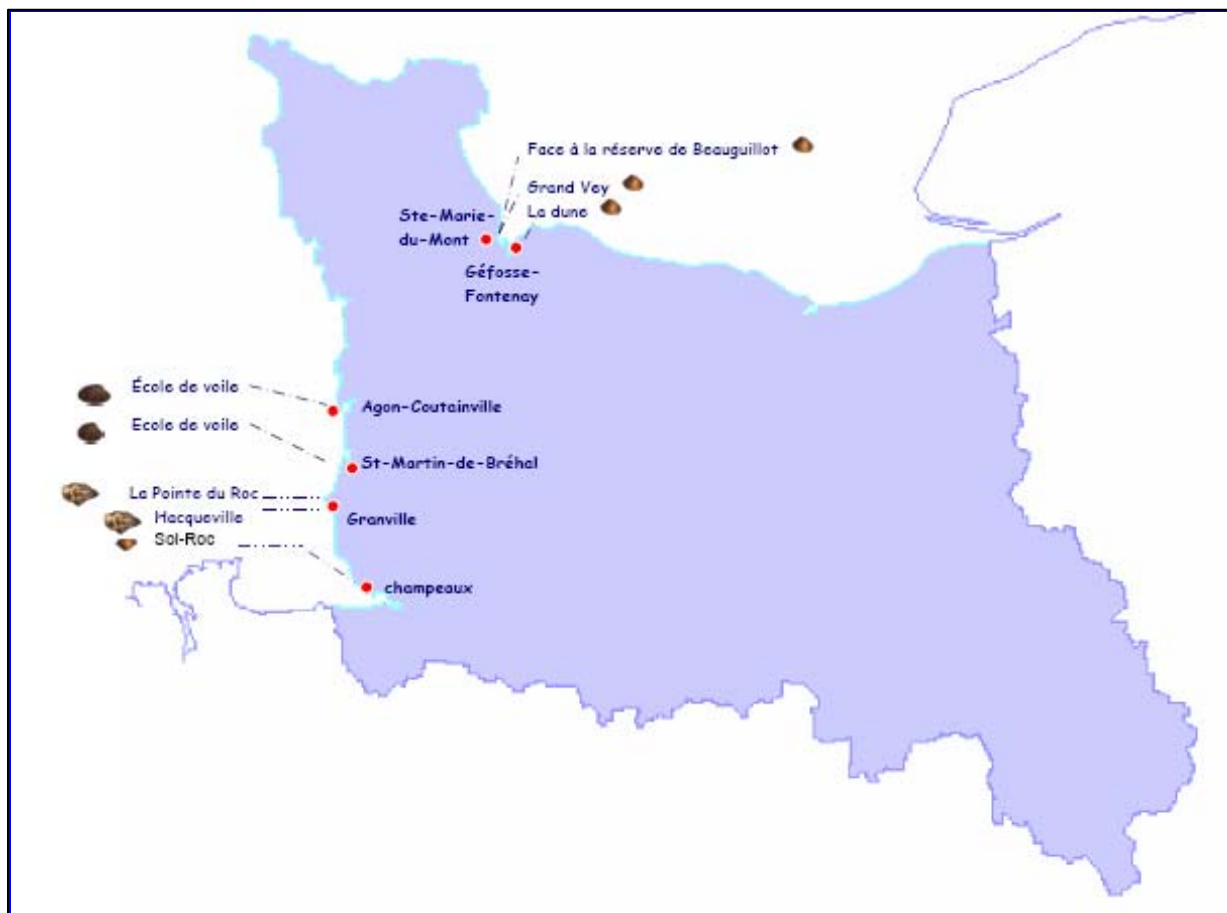 Face à la réserve de Beauguillot
Grand Vey
La dune
Ste-Marie-
du-Mont
Géfosse-
Fontenay
École de voile
Agon-Coutainville
Ecole de voile
St-Martin-de-Bréhal
La Pointe du Roc
Hacqueville
Granville
Sol-Roc
champeaux